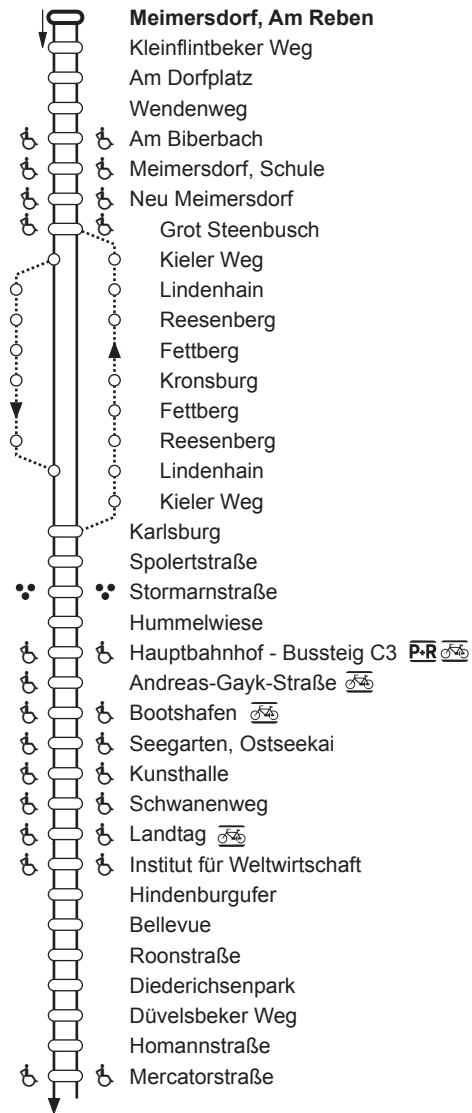 Meimersdorf, Am Reben
Kleinflintbeker Weg
Am Dorfplatz
Wendenweg
Am Biberbach
Meimersdorf, Schule
Neu Meimersdorf
Grot Steenbusch
Kieler Weg
Lindenhain
Reesenberg
Fettberg
Kronsburg
Fettberg
Reesenberg
Lindenhain
Kieler Weg
Karlsburg
Spolertstraße
Stormarnstraße
Hummelwiese
Hauptbahnhof - Bussteig C3 P+R
Andreas-Gayk-Straße
Bootshafen
Seegarten, Ostseekai
Kunsthalle
Schwanenweg
Landtag
Institut für Weltwirtschaft
Hindenburgufer
Bellevue
Roonstraße
Diederichsenpark
Düvelsbeker Weg
Homannstraße
Mercatorstraße